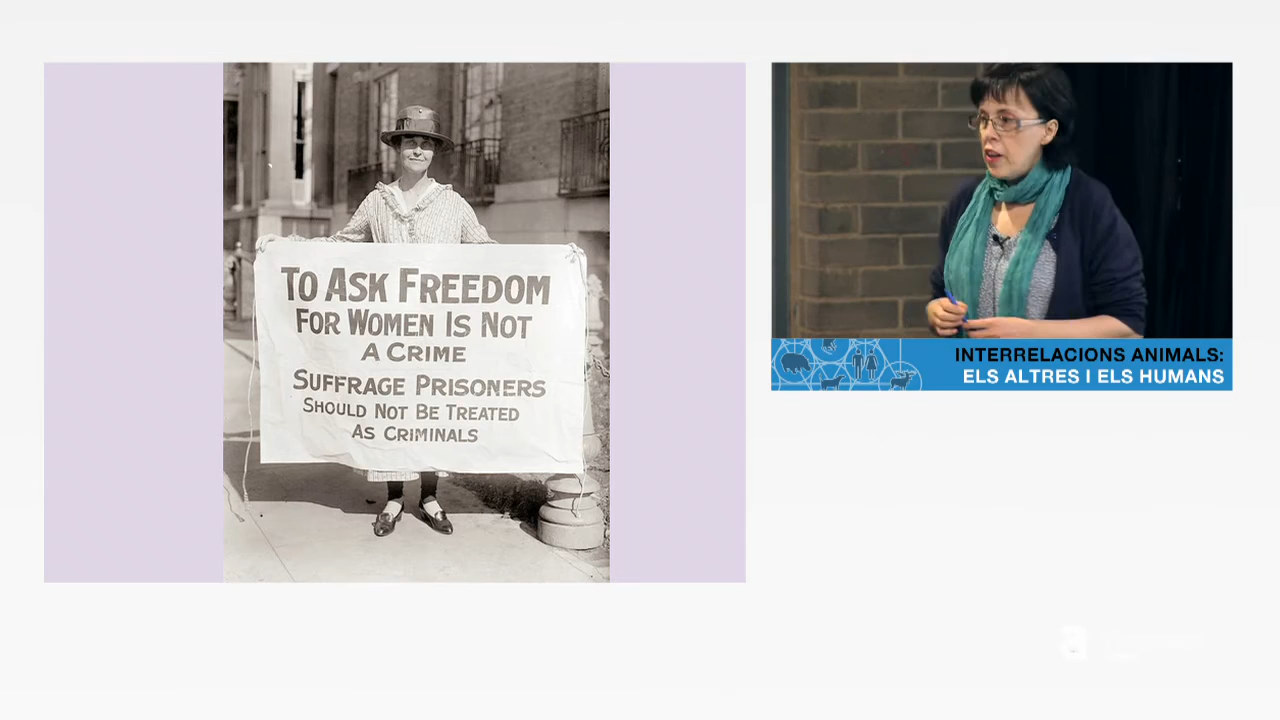 TO ASK FREEDOM
FOR WOMEN IS NOT
A CRIME
SUFFRAGE PRISONERS
SHOULD NOT BE TREATED
AS CRIMINALS
INTERRELACIONS ANIMALS:
ELS ALTRES I ELS HUMANS